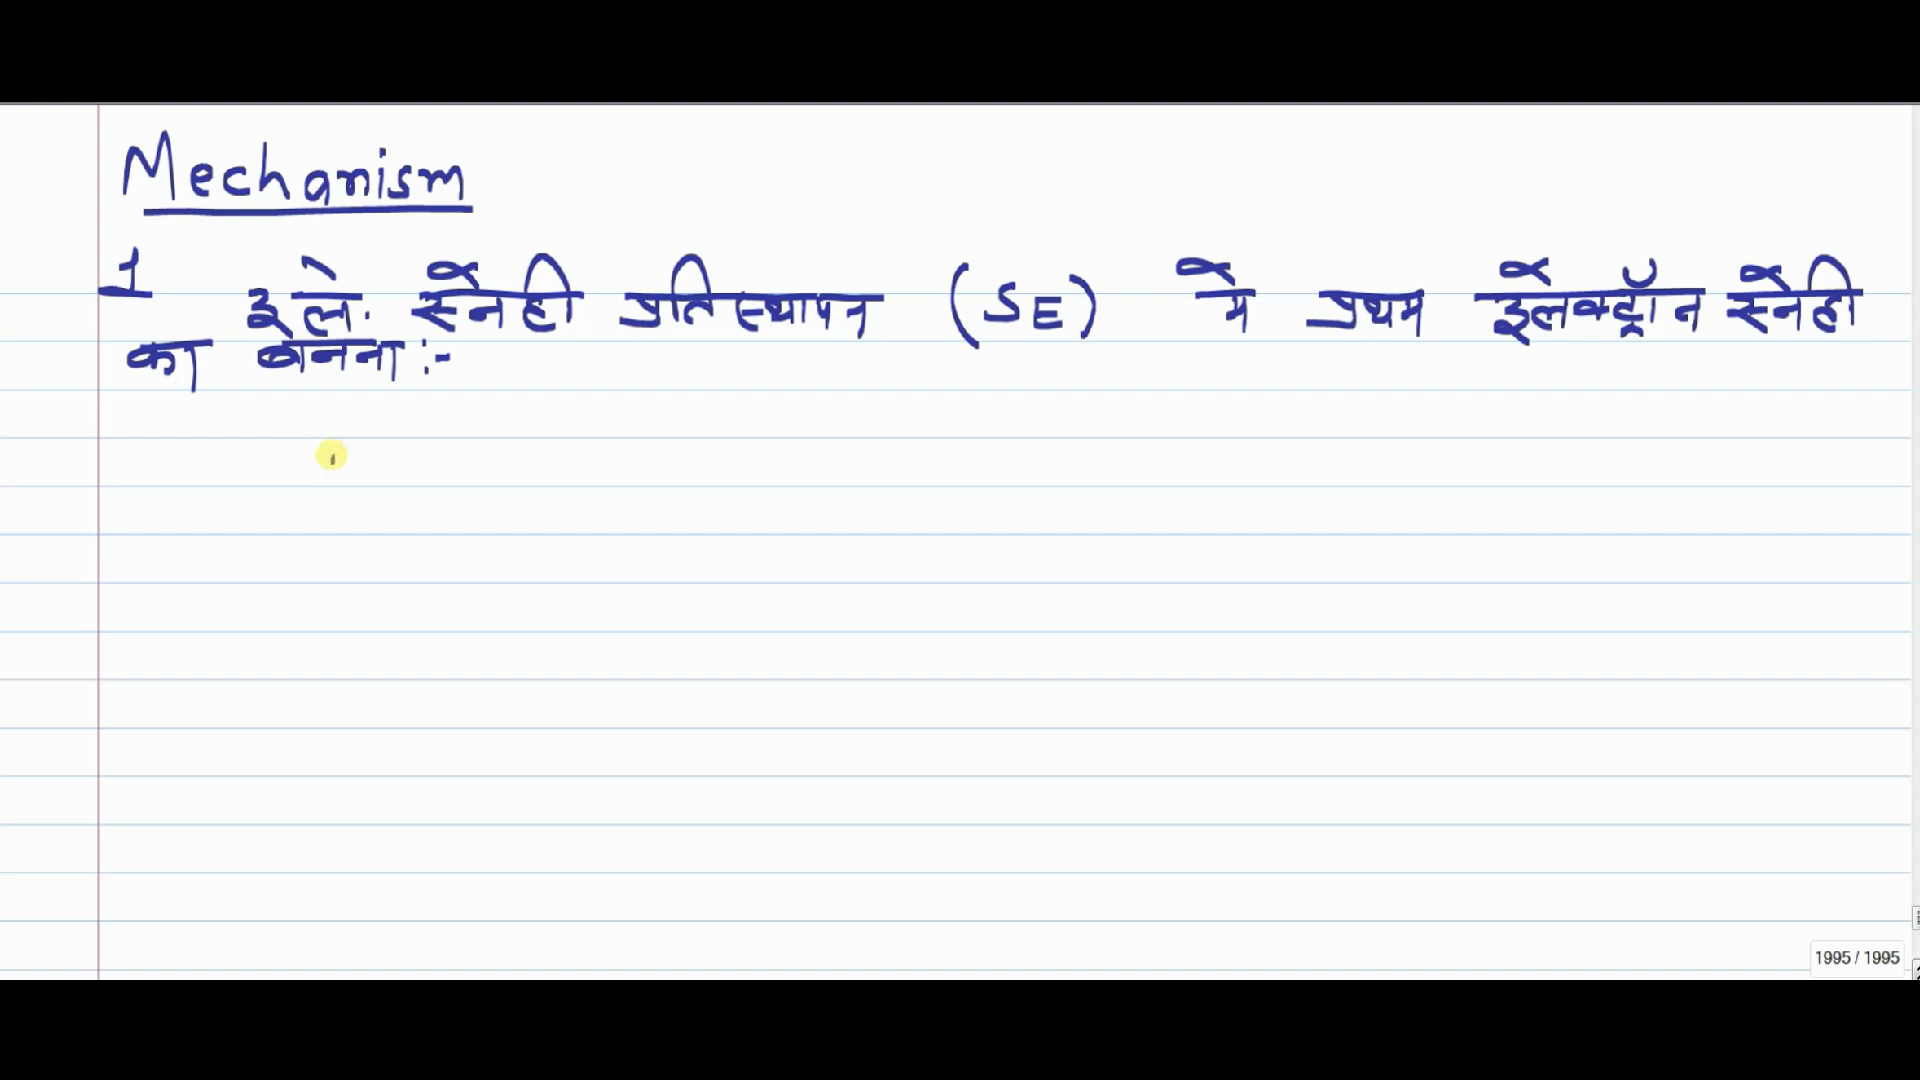 Mechanism
1 इले. स्नेही प्रतिस्थापन (SE) मे प्रथम इलेक्ट्रॉन स्नेही
का बनना :-
1995 / 1995